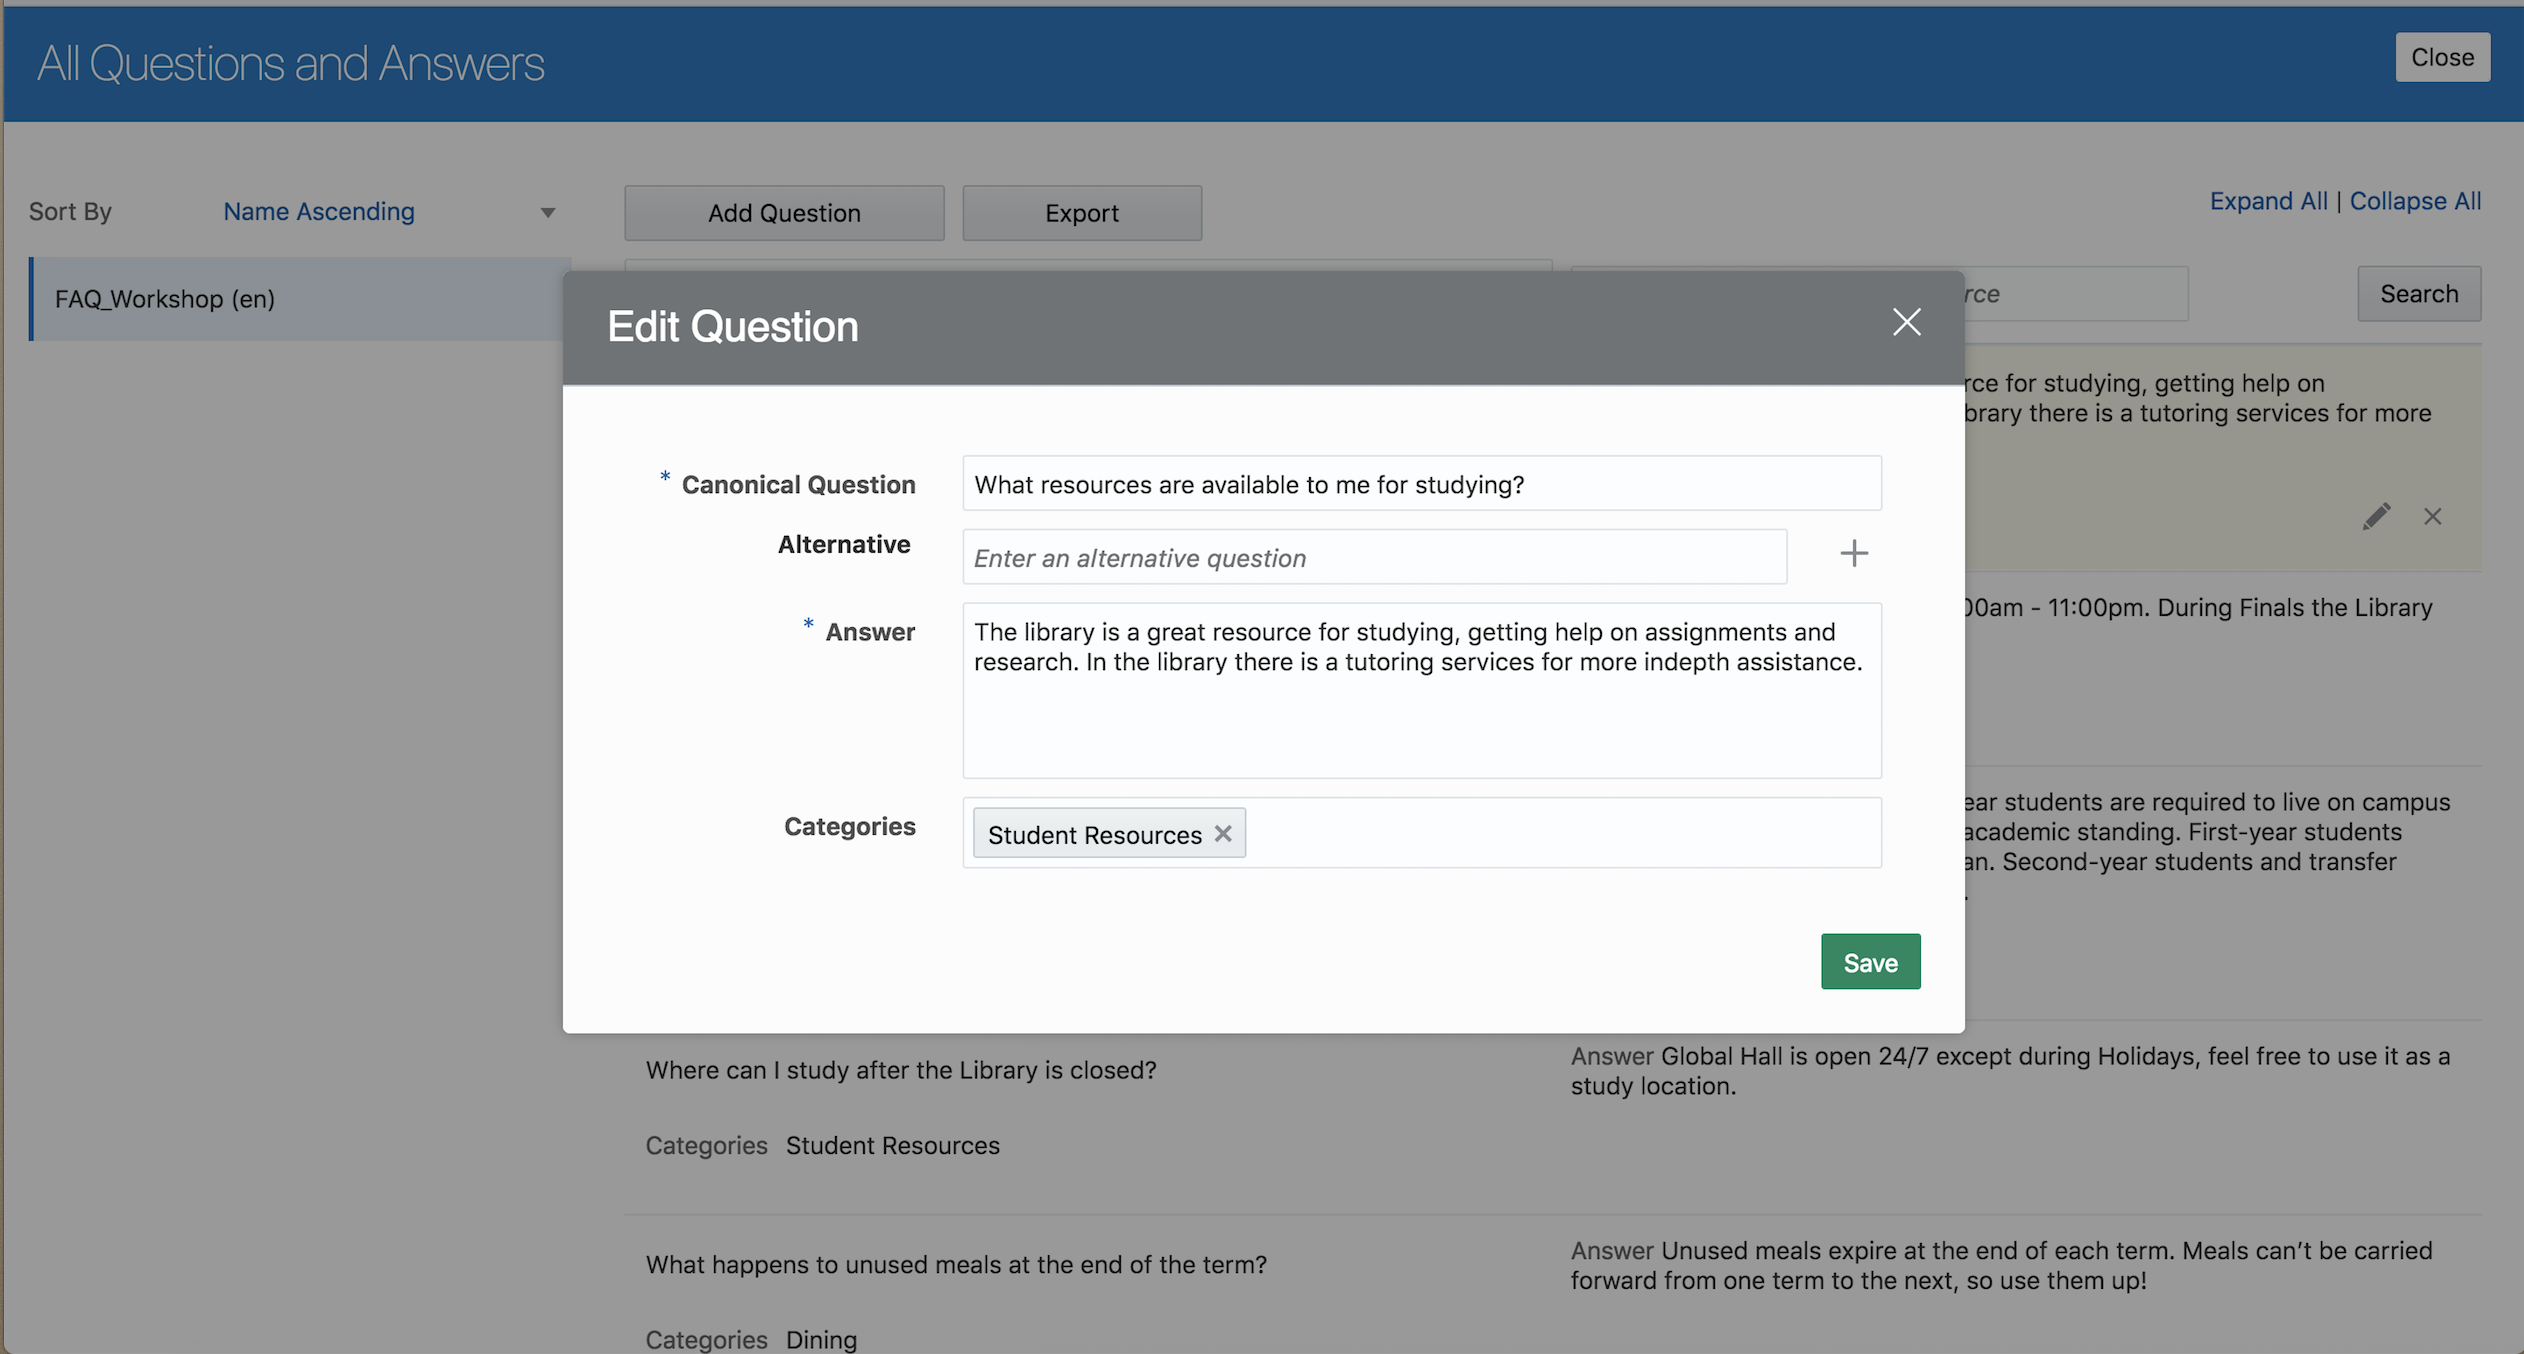 All Questions and Answers
Close
Sort By
Name Ascending
Add Question
Export
Expand All | Collapse All
FAQ_Workshop (en)
Search
Edit Question
for studying, getting help on
there is a tutoring services for more
* Canonical Question
What resources are available to me for studying?
Alternative
Enter an alternative question
* Answer
The library is a great resource for studying, getting help on assignments and
research. In the library there is a tutoring services for more indepth assistance.
- 11:00pm. During Finals the Library
students are required to live on campus
academic standing. First-year students
Second-year students and transfer
Categories
Student Resources
Save
Where can I study after the Library is closed?
Answer Global Hall is open 24/7 except during Holidays, feel free to use it as a
study location.
Categories Student Resources
What happens to unused meals at the end of the term?
Answer Unused meals expire at the end of each term. Meals can’t be carried
forward from one term to the next, so use them up!
Categories Dining